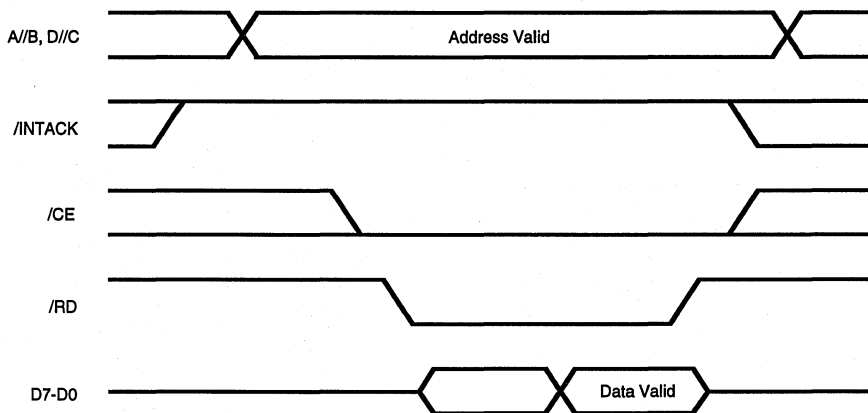 A//B, D//C
Address Valid
/INTACK
/CE
/RD
D7-D0
Data Valid